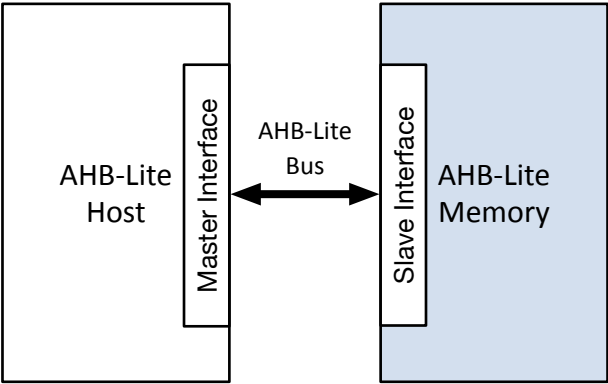 AHB-Lite
Host
Master Interface
AHB-Lite
Bus
Slave Interface
AHB-Lite
Memory